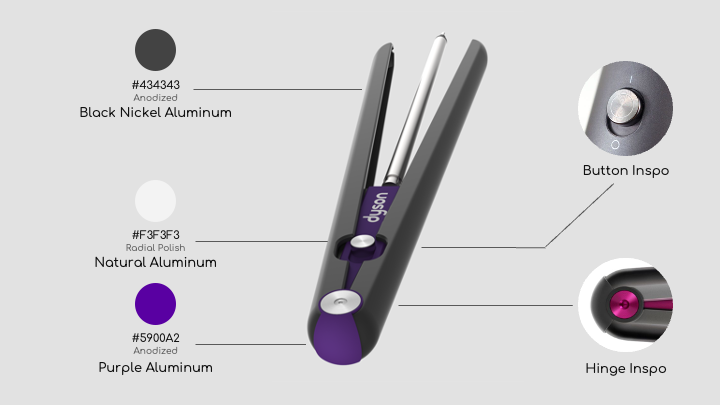 #434343
Anodized
Black Nickel Aluminum
#F3F3F3
Radial Polish
Natural Aluminum
#5900A2
Anodized
Purple Aluminum
dyson
I
O
Button Inspo
Hinge Inspo